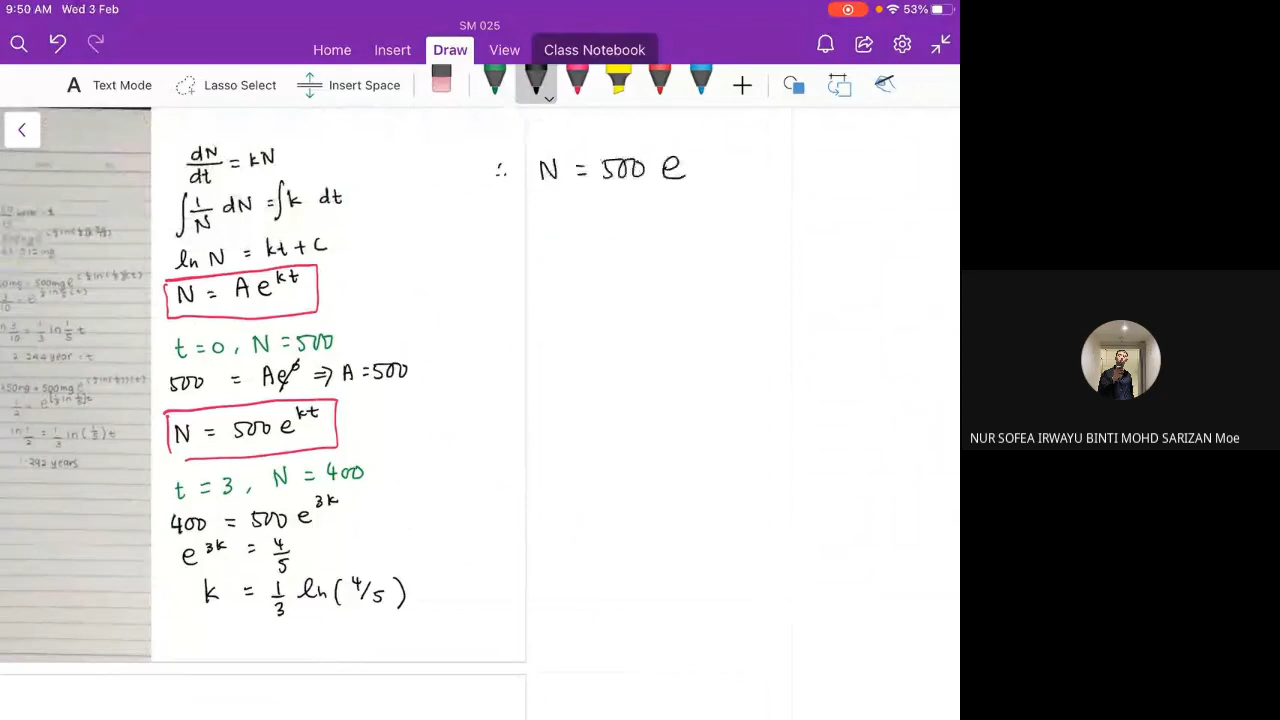 9:50 AM Wed 3 Feb
53%
SM 025
Home Insert Draw View Class Notebook
A Text Mode Lasso Select Insert Space
dN/dt = kN
∫ 1/N dN = ∫ k dt
ln N = kt + C
N = A e^kt
t = 0, N = 500
500 = Ae^0 ⇒ A = 500
N = 500 e^kt
t = 3, N = 400
400 = 500 e^3k
e^3k = 4/5
k = 1/3 ln(4/5)
∴ N = 500 e
NUR SOFEA IRWAYU BINTI MOHD SARIZAN Moe